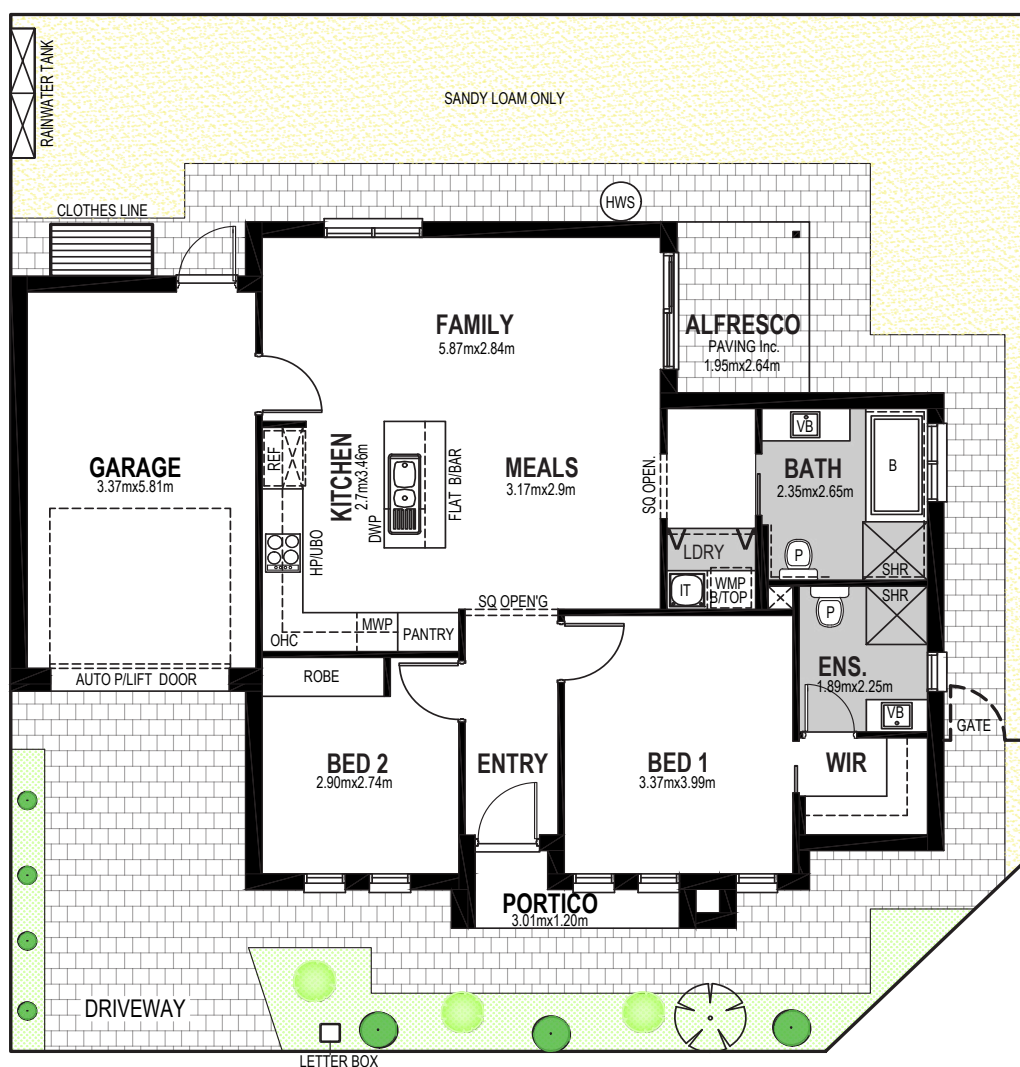 RAINWATER TANK
SANDY LOAM ONLY
CLOTHES LINE
HWS
FAMILY
5.87mx2.84m
ALFRESCO
PAVING Inc.
1.95mx2.64m
GARAGE
3.37mx5.81m
REF
KITCHEN
2.7mx3.46m
DWP
FLAT B/BAR
HP/UBO
MEALS
3.17mx2.9m
SQ OPEN.
VB
BATH
2.35mx2.65m
B
P
SHR
LDRY
IT
WMP
B/TOP
SQ OPEN'G
OHC
MWP
PANTRY
SHR
P
ENS.
1.89mx2.25m
VB
AUTO P/LIFT DOOR
ROBE
BED 2
2.90mx2.74m
ENTRY
BED 1
3.37mx3.99m
WIR
GATE
PORTICO
3.01mx1.20m
DRIVEWAY
LETTER BOX